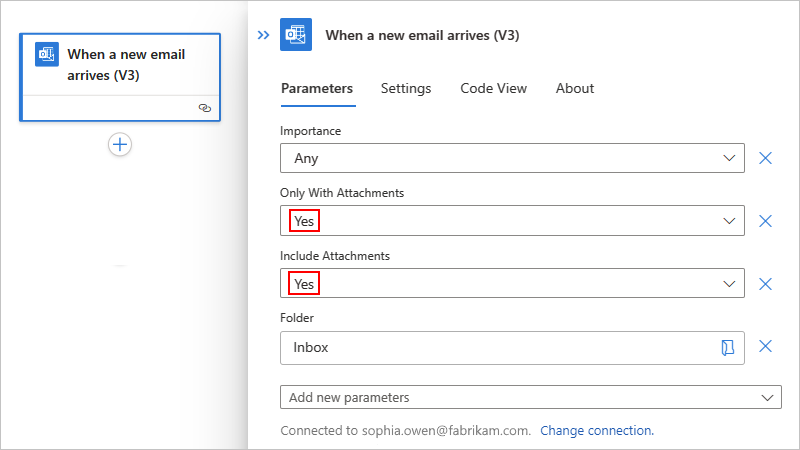 When a new email
arrives (V3)
When a new email arrives (V3)
Parameters
Settings
Code View
About
Importance
Any
Only With Attachments
Yes
Include Attachments
Yes
Folder
Inbox
Add new parameters
Connected to sophia.owen@fabrikam.com. Change connection.